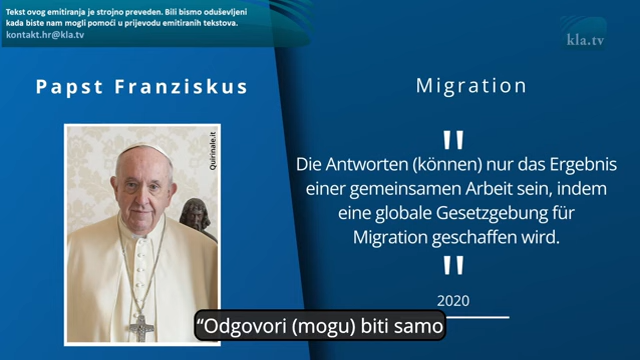 Tekst ovog emitiranja je strojno preveden. Bili bismo oduševljeni
kada biste nam mogli pomoći u prijevodu emitiranih tekstova.
kontakt.hr@kla.tv
kla.tv
Papst Franziskus
Migration
Quirinale.it
"
Die Antworten (können) nur das Ergebnis
einer gemeinsamen Arbeit sein, indem
eine globale Gesetzgebung für
Migration geschaffen wird.
"
2020
“Odgovori (mogu) biti samo